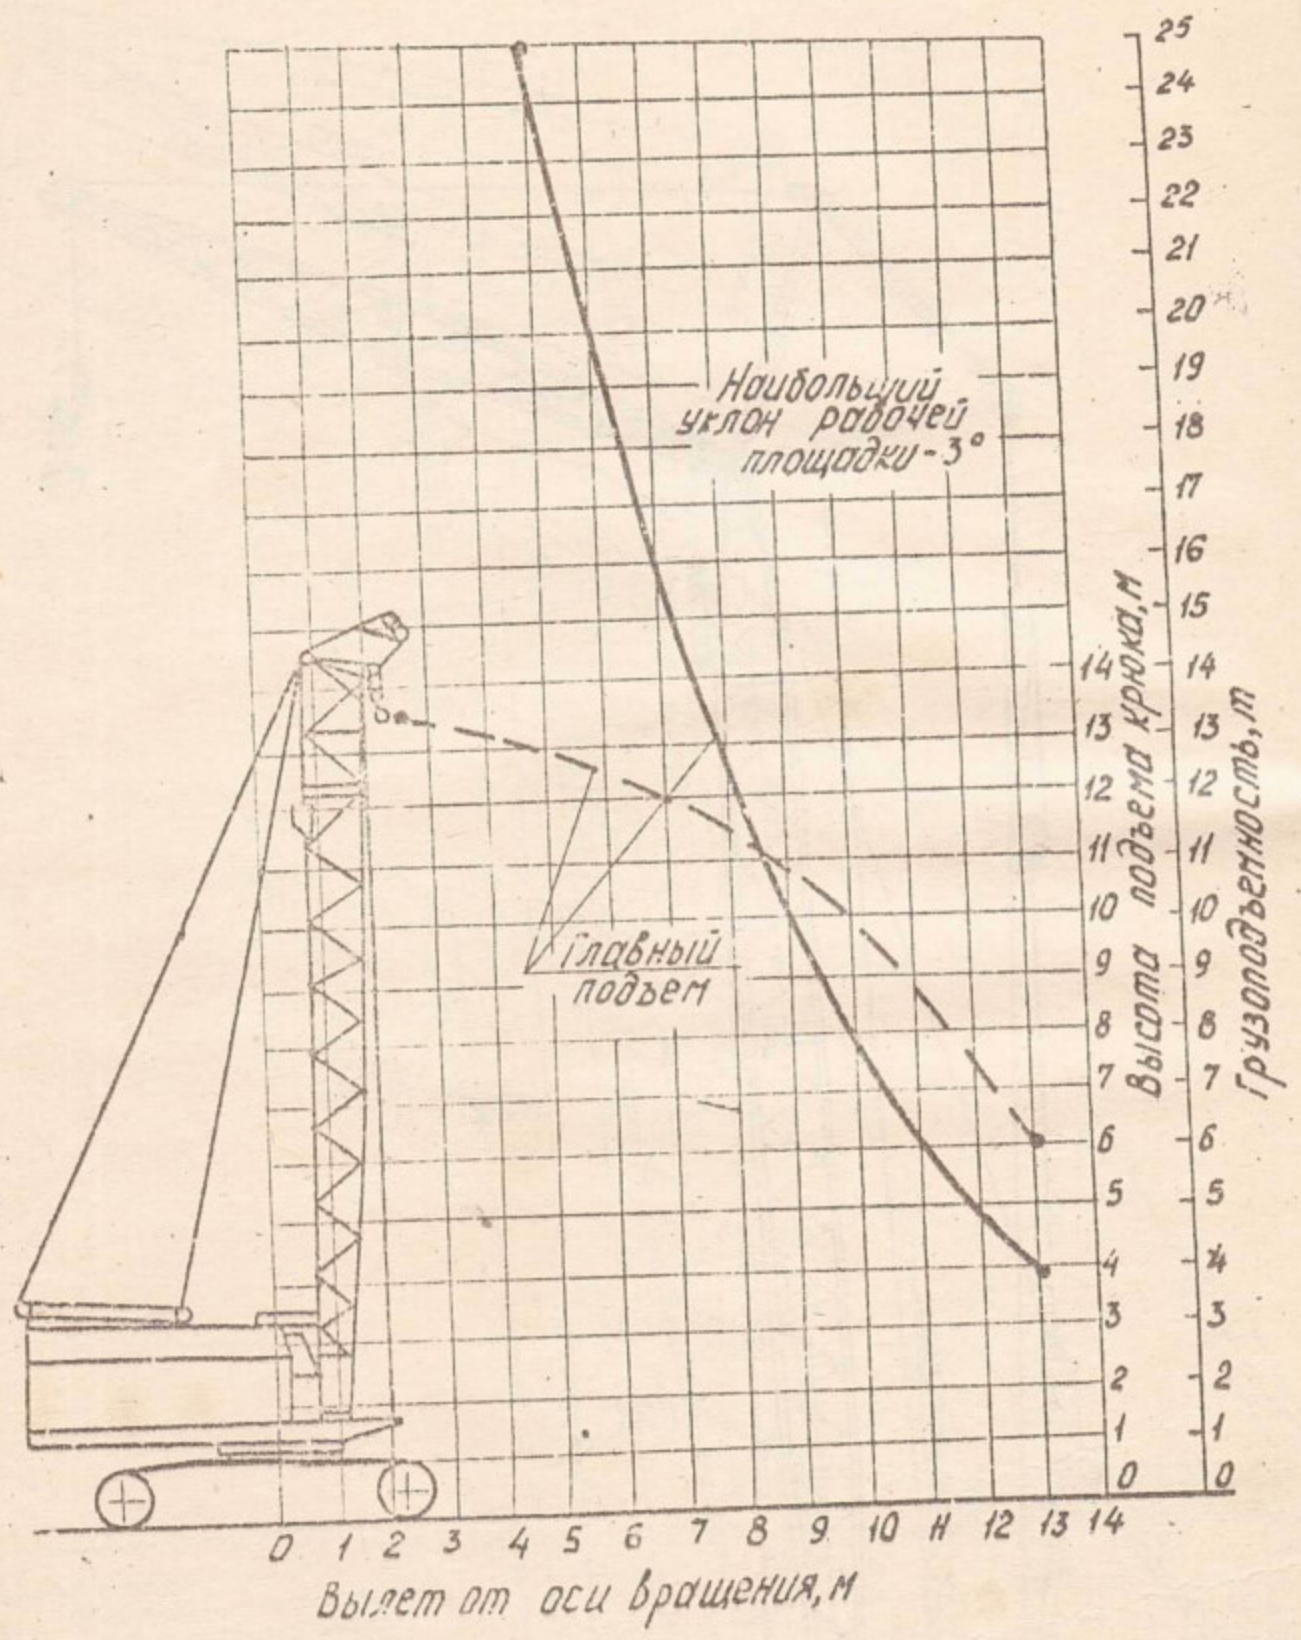 25
24
23
22
21
20
19
Наибольший
уклон рабочей
площадки-3°
18
17
16
15
14 14
13 13
12 12
11 11
10 10
9 9
8 8
7 7
6 6
5 5
4 4
3 3
2 2
1 1
0 0
Высота подъема крюка, м
Грузоподъемность, т
Главный
подъем
0 1 2 3 4 5 6 7 8 9 10 11 12 13 14
Вылет от оси вращения, м